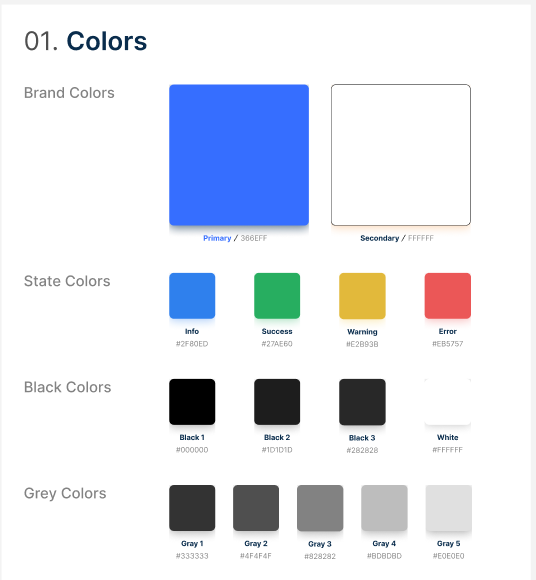 01. Colors
Brand Colors
Primary / 366EFF
Secondary / FFFFFF
State Colors
Info
Success
Warning
Error
#2F80ED
#27AE60
#E2B93B
#EB5757
Black Colors
Black 1
Black 2
Black 3
White
#000000
#1D1D1D
#282828
#FFFFFF
Grey Colors
Gray 1
Gray 2
Gray 3
Gray 4
Gray 5
#333333
#4F4F4F
#828282
#BDBDBD
#E0E0E0